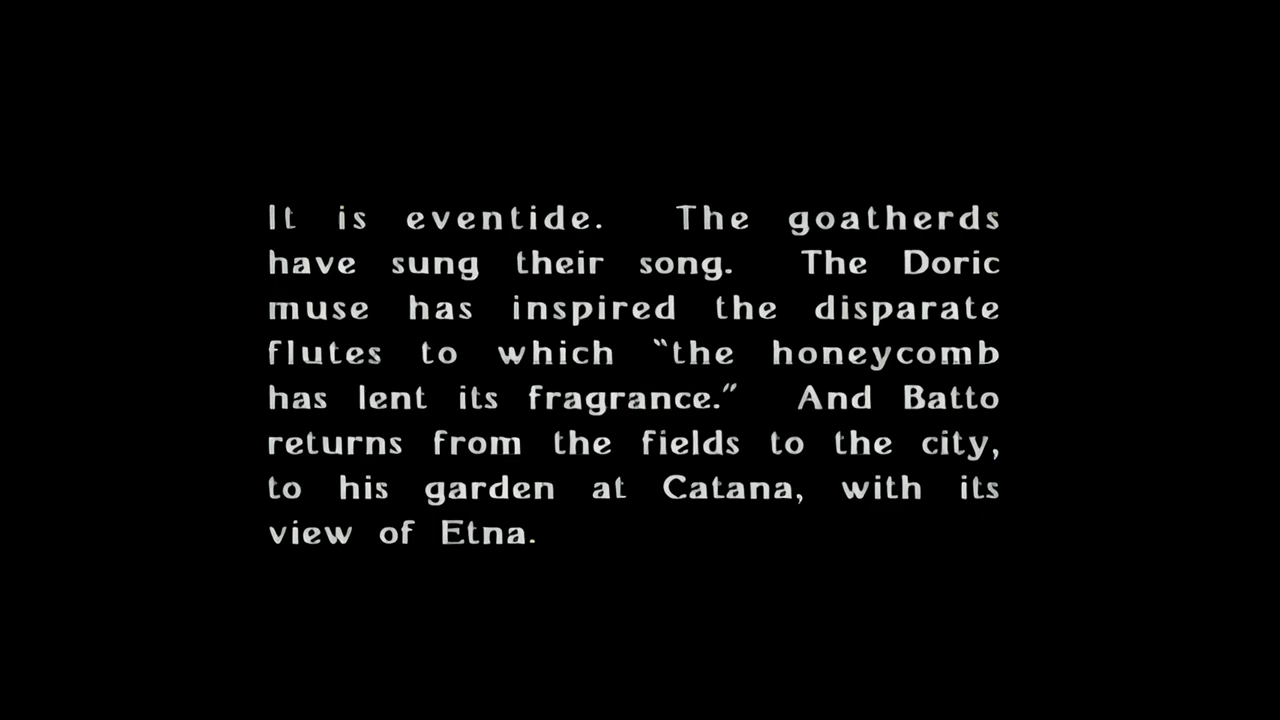 It is eventide. The goatherds
have sung their song. The Doric
muse has inspired the disparate
flutes to which “the honeycomb
has lent its fragrance.” And Batto
returns from the fields to the city,
to his garden at Catana, with its
view of Etna.